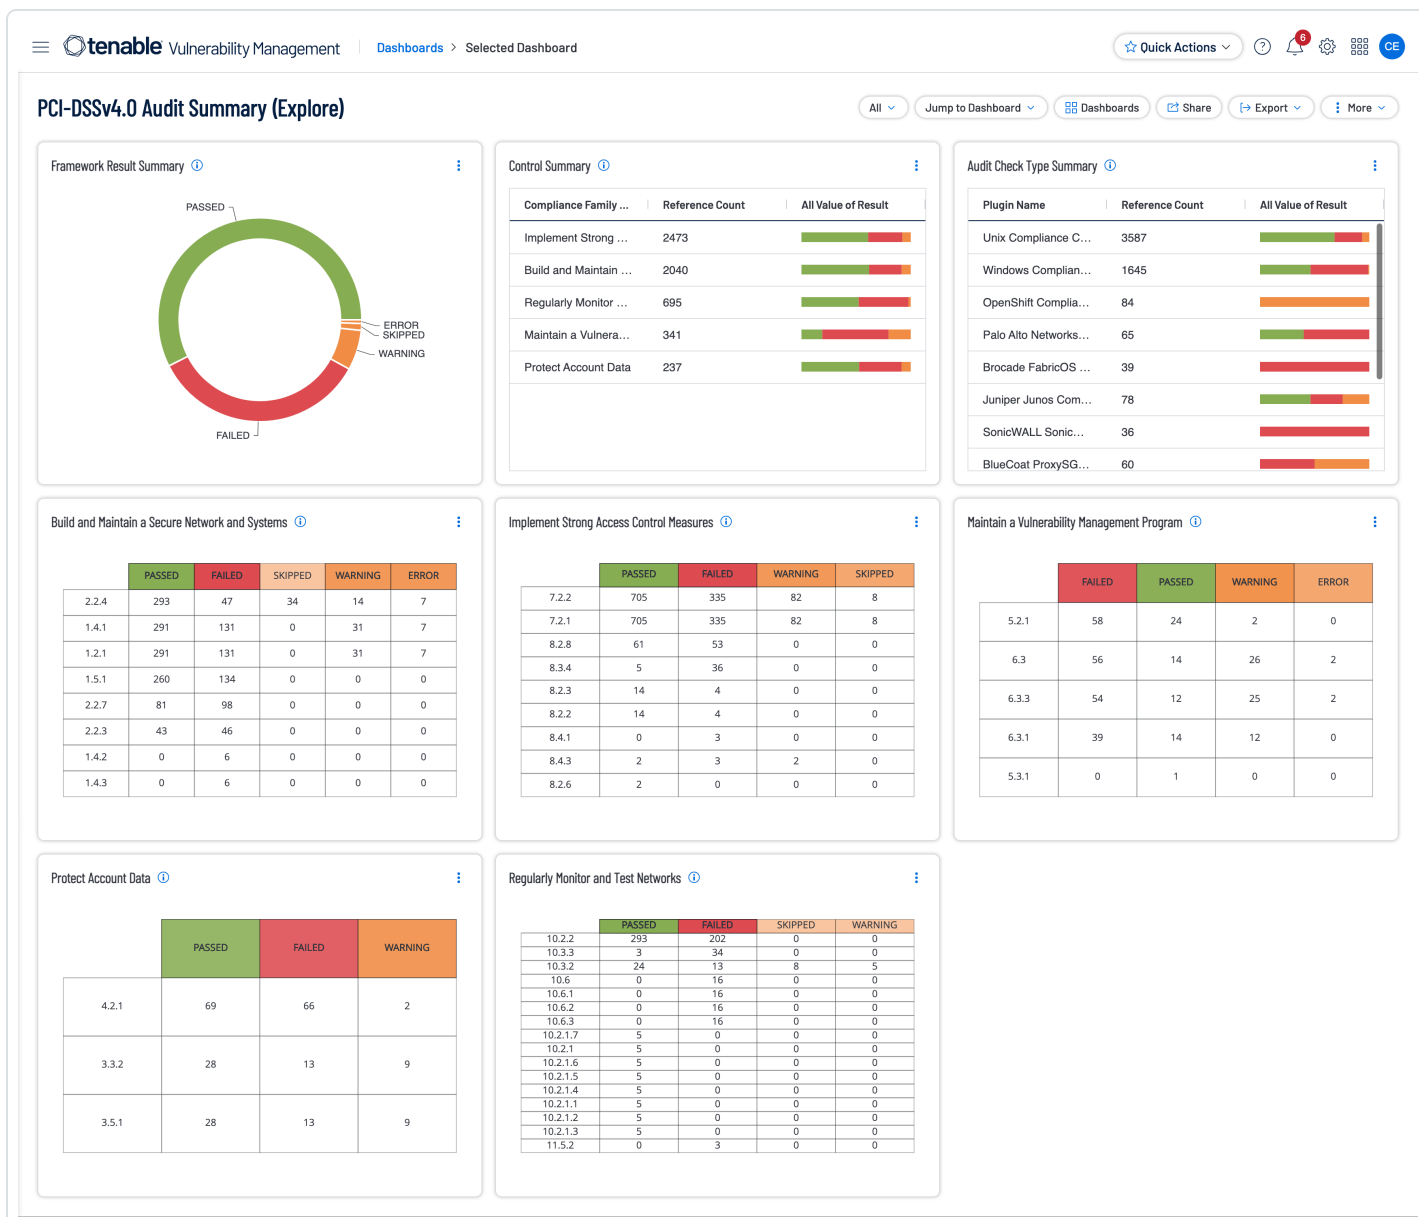 tenable Vulnerability Management Dashboards > Selected Dashboard Quick Actions 6 CE
PCI-DSSv4.0 Audit Summary (Explore) All Jump to Dashboard Dashboards Share Export More
Framework Result Summary
PASSED
ERROR
SKIPPED
WARNING
FAILED
Control Summary
Compliance Family ... Reference Count All Value of Result
Implement Strong ... 2473
Build and Maintain ... 2040
Regularly Monitor ... 695
Maintain a Vulnera... 341
Protect Account Data 237
Audit Check Type Summary
Plugin Name Reference Count All Value of Result
Unix Compliance C... 3587
Windows Complian... 1645
OpenShift Complia... 84
Palo Alto Networks... 65
Brocade FabricOS ... 39
Juniper Junos Com... 78
SonicWALL Sonic... 36
BlueCoat ProxySG... 60
Build and Maintain a Secure Network and Systems
PASSED FAILED SKIPPED WARNING ERROR
2.2.4 293 47 34 14 7
1.4.1 291 131 0 31 7
1.2.1 291 131 0 31 7
1.5.1 260 134 0 0 0
2.2.7 81 98 0 0 0
2.2.3 43 46 0 0 0
1.4.2 0 6 0 0 0
1.4.3 0 6 0 0 0
Implement Strong Access Control Measures
PASSED FAILED WARNING SKIPPED
7.2.2 705 335 82 8
7.2.1 705 335 82 8
8.2.8 61 53 0 0
8.3.4 5 36 0 0
8.2.3 14 4 0 0
8.2.2 14 4 0 0
8.4.1 0 3 0 0
8.4.3 2 3 2 0
8.2.6 2 0 0 0
Maintain a Vulnerability Management Program
FAILED PASSED WARNING ERROR
5.2.1 58 24 2 0
6.3 56 14 26 2
6.3.3 54 12 25 2
6.3.1 39 14 12 0
5.3.1 0 1 0 0
Protect Account Data
PASSED FAILED WARNING
4.2.1 69 66 2
3.3.2 28 13 9
3.5.1 28 13 9
Regularly Monitor and Test Networks
PASSED FAILED SKIPPED WARNING
10.2.2 293 202 0 0
10.3.3 3 34 0 0
10.3.2 24 13 8 5
10.6 0 16 0 0
10.6.1 0 16 0 0
10.6.2 0 16 0 0
10.6.3 0 16 0 0
10.2.1.7 5 0 0 0
10.2.1 5 0 0 0
10.2.1.6 5 0 0 0
10.2.1.5 5 0 0 0
10.2.1.4 5 0 0 0
10.2.1.1 5 0 0 0
10.2.1.2 5 0 0 0
10.2.1.3 5 0 0 0
11.5.2 0 3 0 0